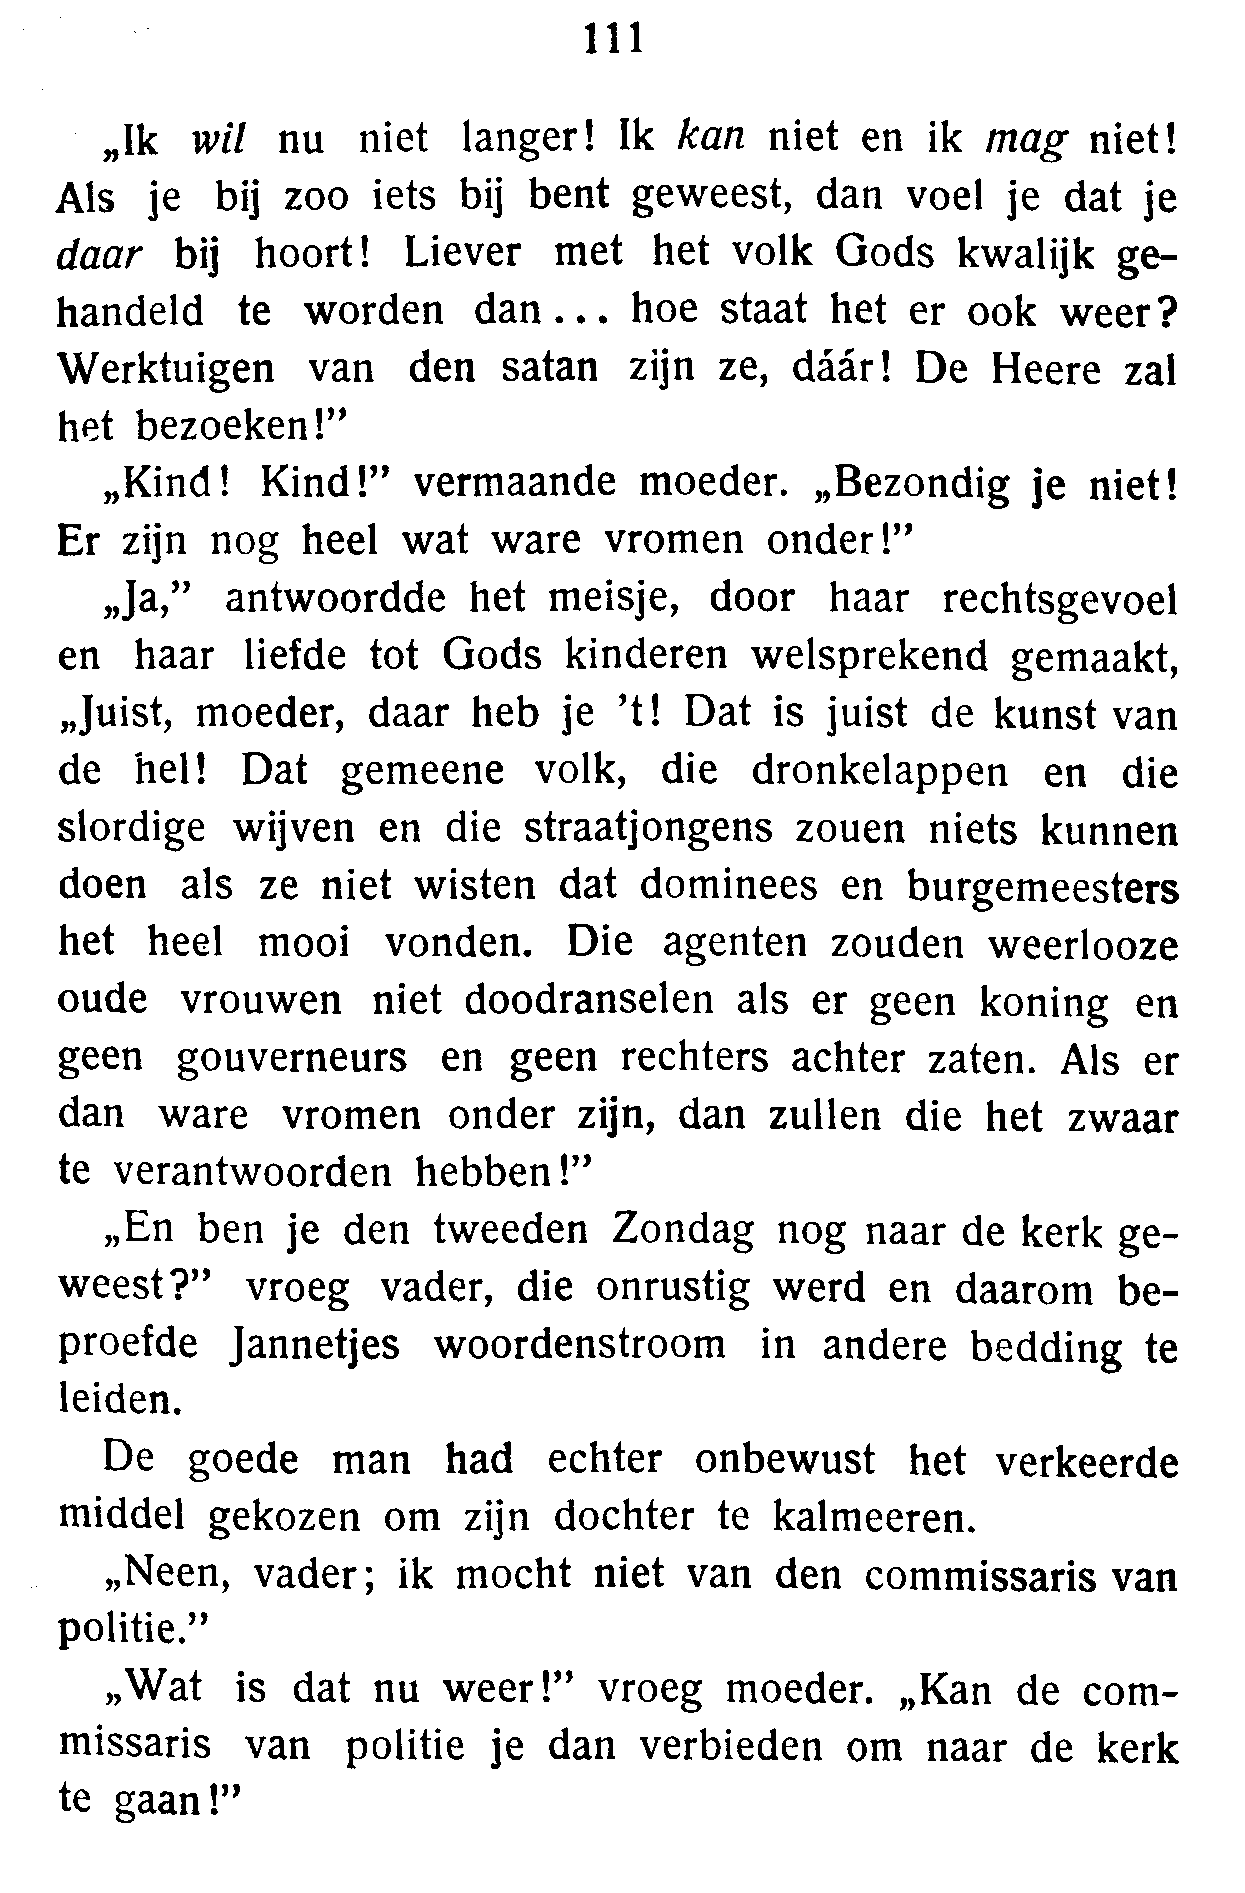 111
„Ik wil nu niet langer! Ik kan niet en ik mag niet!
Als je bij zoo iets bij bent geweest, dan voel je dat je
daar bij hoort! Liever met het volk Gods kwalijk ge-
handeld te worden dan... hoe staat het er ook weer?
Werktuigen van den satan zijn ze, dáár! De Heere zal
het bezoeken!”
„Kind! Kind!” vermaande moeder. „Bezondig je niet!
Er zijn nog heel wat ware vromen onder!”
„Ja,” antwoordde het meisje, door haar rechtsgevoel
en haar liefde tot Gods kinderen welsprekend gemaakt,
„Juist, moeder, daar heb je ’t! Dat is juist de kunst van
de hel! Dat gemeene volk, die dronkelappen en die
slordige wijven en die straatjongens zouen niets kunnen
doen als ze niet wisten dat dominees en burgemeesters
het heel mooi vonden. Die agenten zouden weerlooze
oude vrouwen niet doodranselen als er geen koning en
geen gouverneurs en geen rechters achter zaten. Als er
dan ware vromen onder zijn, dan zullen die het zwaar
te verantwoorden hebben!”
„En ben je den tweeden Zondag nog naar de kerk ge-
weest?” vroeg vader, die onrustig werd en daarom be-
proefde Jannetjes woordenstroom in andere bedding te
leiden.
De goede man had echter onbewust het verkeerde
middel gekozen om zijn dochter te kalmeeren.
„Neen, vader; ik mocht niet van den commissaris van
politie.”
„Wat is dat nu weer!” vroeg moeder. „Kan de com-
missaris van politie je dan verbieden om naar de kerk
te gaan!”